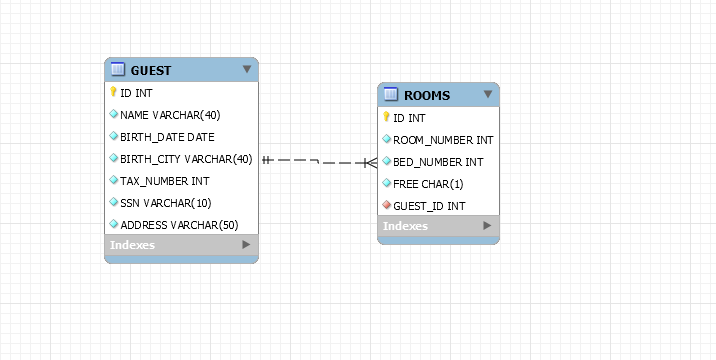 GUEST
ID INT
NAME VARCHAR(40)
BIRTH_DATE DATE
BIRTH_CITY VARCHAR(40)
TAX_NUMBER INT
SSN VARCHAR(10)
ADDRESS VARCHAR(50)
Indexes
ROOMS
ID INT
ROOM_NUMBER INT
BED_NUMBER INT
FREE CHAR(1)
GUEST_ID INT
Indexes